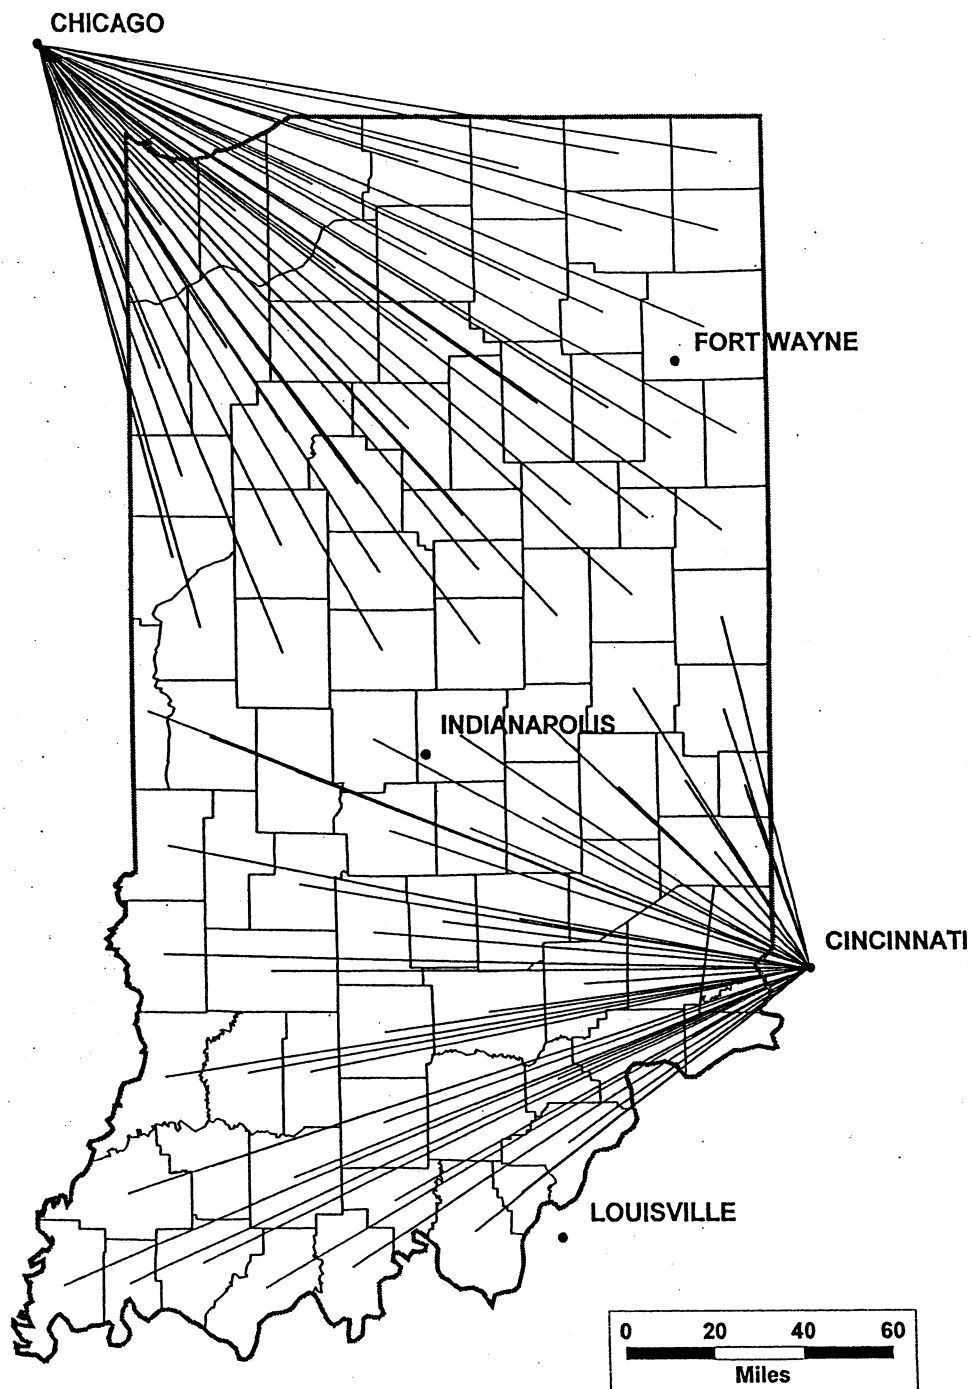 CHICAGO
FORT WAYNE
INDIANAPOLIS
CINCINNATI
LOUISVILLE
0 20 40 60
Miles